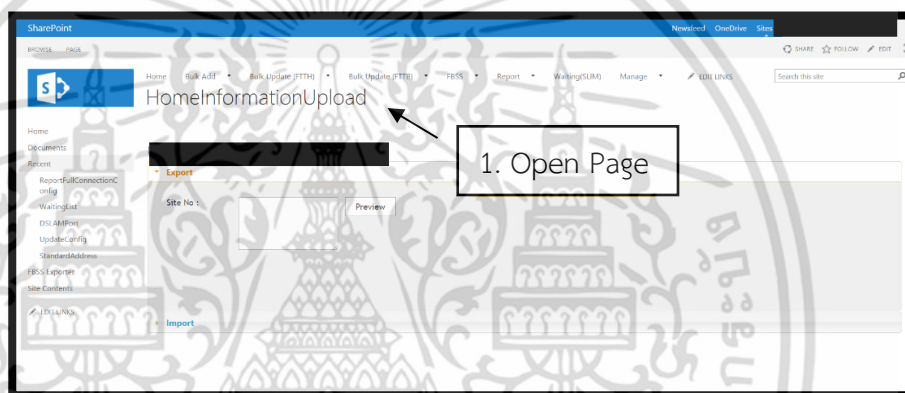 SharePoint
Newsfeed OneDrive Sites
BROWSE PAGE
SHARE FOLLOW EDIT
Home Bulk Add Bulk Update (FTTH) Bulk Update (FTTB) FBSS Report Waiting(SLIM) Manage EDIT LINKS
Search this site
S
HomeInformationUpload
1. Open Page
Home
Documents
Recent
ReportFullConnectionC
onfig
WaitingList
DSLAMPort
UpdateConfig
StandardAddress
FBSS Exporter
Site Contents
EDIT LINKS
Export
Site No :
Preview
Import